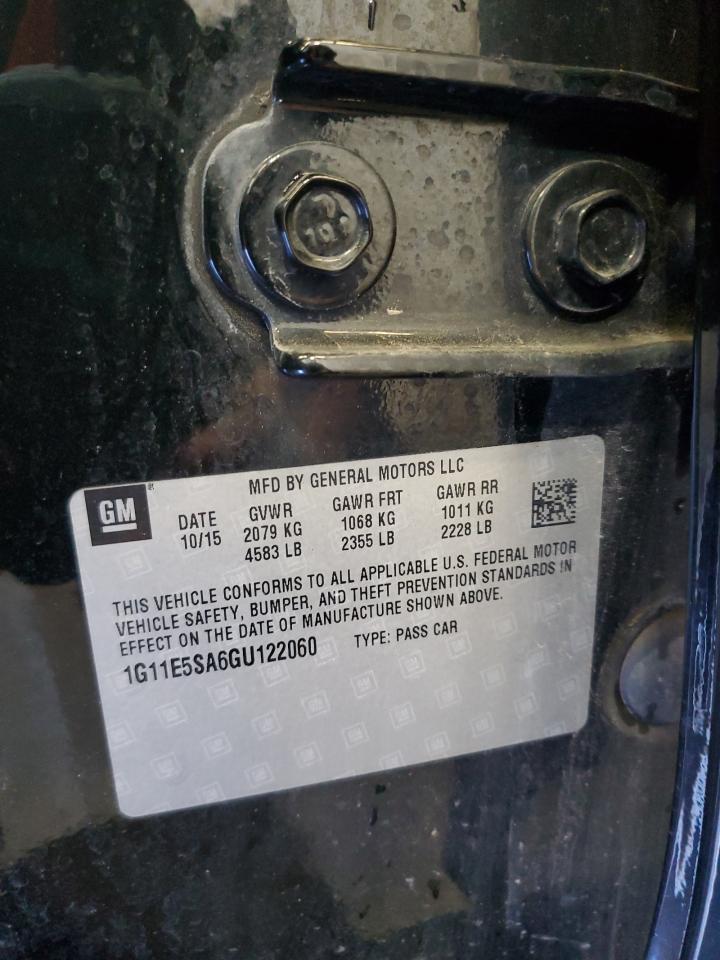 GM
MFD BY GENERAL MOTORS LLC
DATE GVWR GAWR FRT GAWR RR
10/15 2079 KG 1068 KG 1011 KG
4583 LB 2355 LB 2228 LB
THIS VEHICLE CONFORMS TO ALL APPLICABLE U.S. FEDERAL MOTOR
VEHICLE SAFETY, BUMPER, AND THEFT PREVENTION STANDARDS IN
EFFECT ON THE DATE OF MANUFACTURE SHOWN ABOVE.
1G11E5SA6GU122060 TYPE: PASS CAR